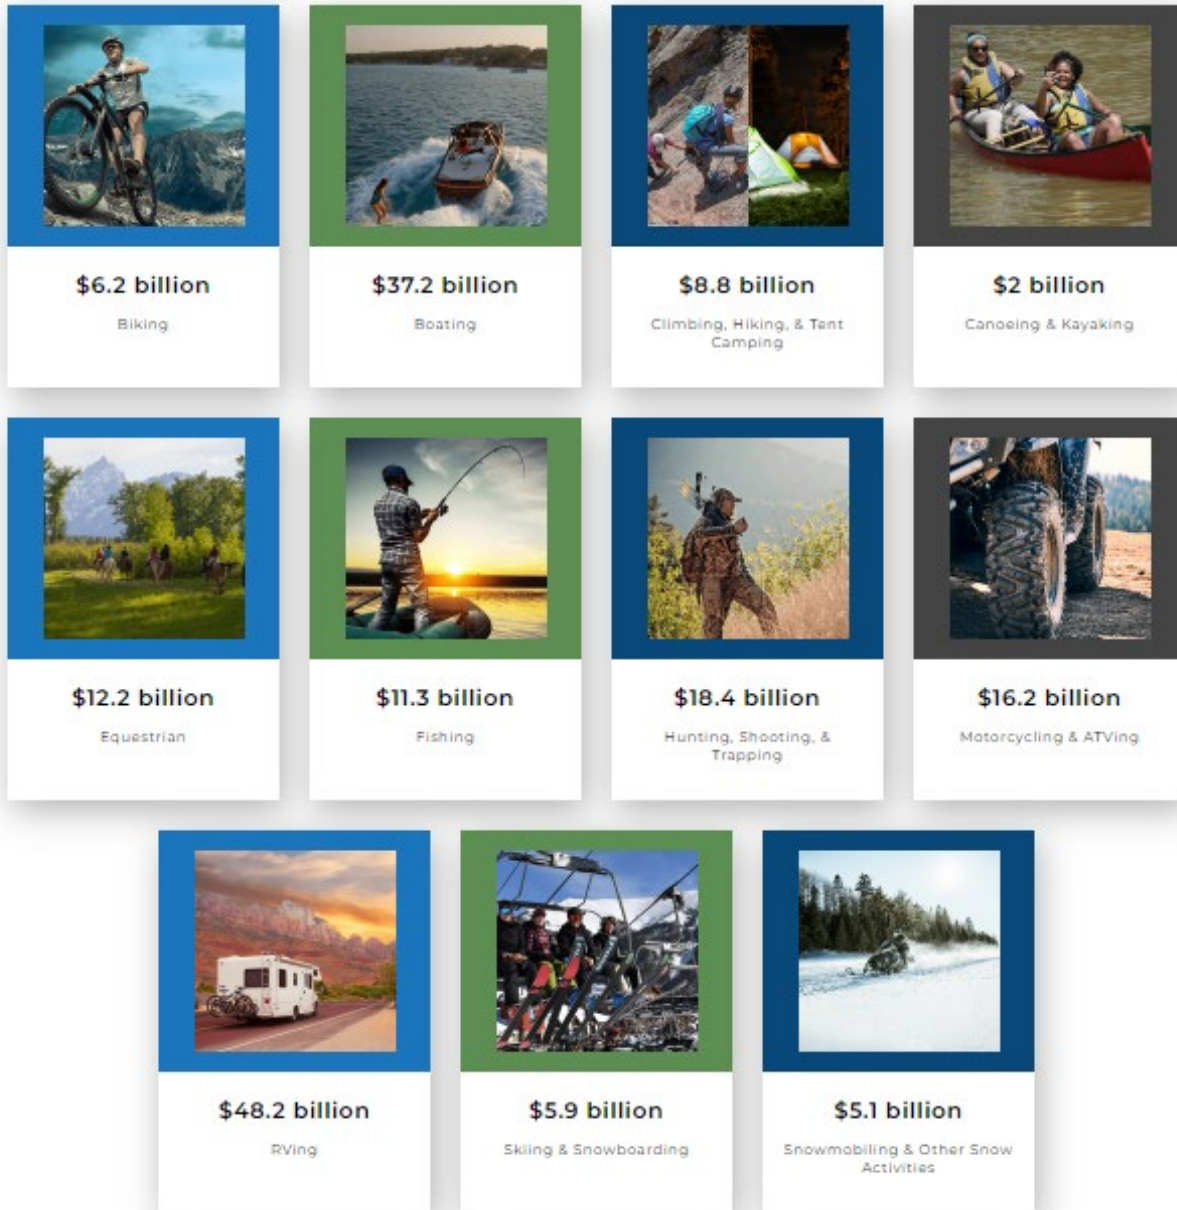 $6.2 billion
Biking
$37.2 billion
Boating
$8.8 billion
Climbing, Hiking, & Tent
Camping
$2 billion
Canoeing & Kayaking
$12.2 billion
Equestrian
$11.3 billion
Fishing
$18.4 billion
Hunting, Shooting, &
Trapping
$16.2 billion
Motorcycling & ATVing
$48.2 billion
RVing
$5.9 billion
Skiing & Snowboarding
$5.1 billion
Snowmobiling & Other Snow
Activities